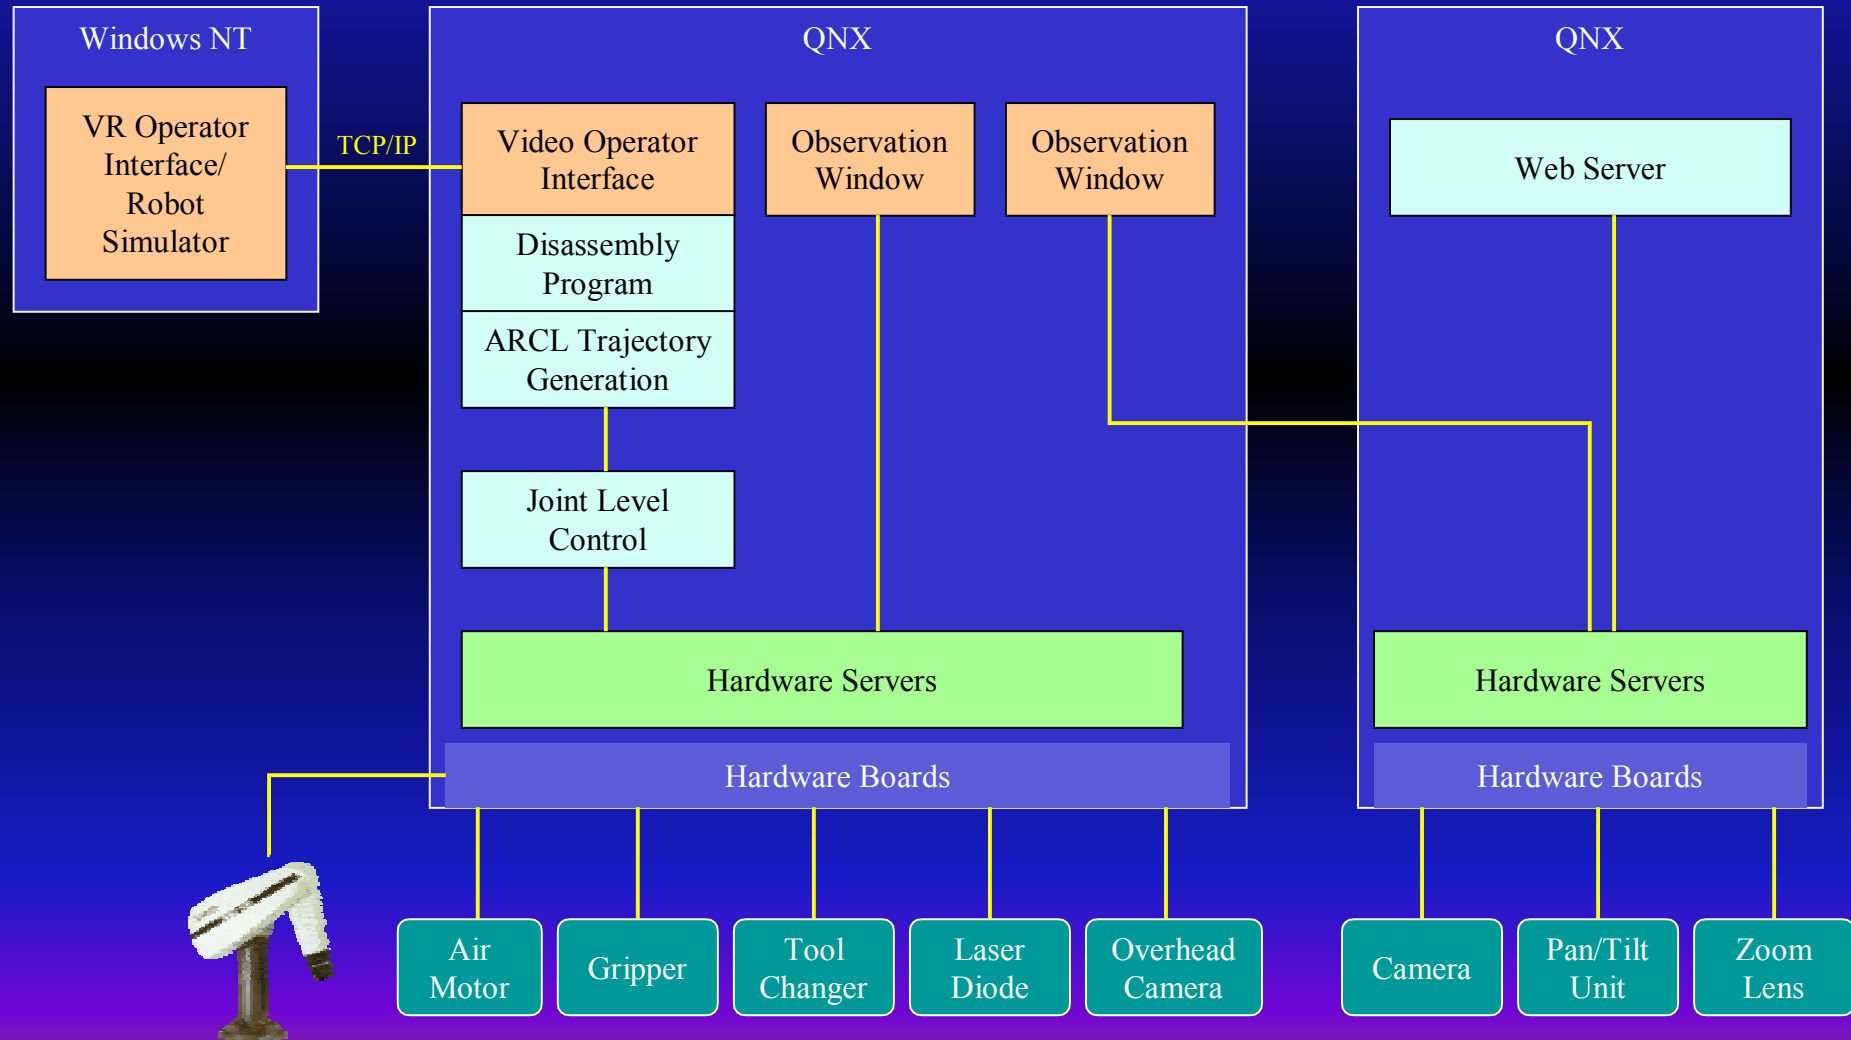 Windows NT
VR Operator
Interface/
Robot
Simulator
TCP/IP
QNX
Video Operator
Interface
Disassembly
Program
ARCL Trajectory
Generation
Joint Level
Control
Observation
Window
Observation
Window
Hardware Servers
Hardware Boards
Air
Motor
Gripper
Tool
Changer
Laser
Diode
Overhead
Camera
QNX
Web Server
Hardware Servers
Hardware Boards
Camera
Pan/Tilt
Unit
Zoom
Lens